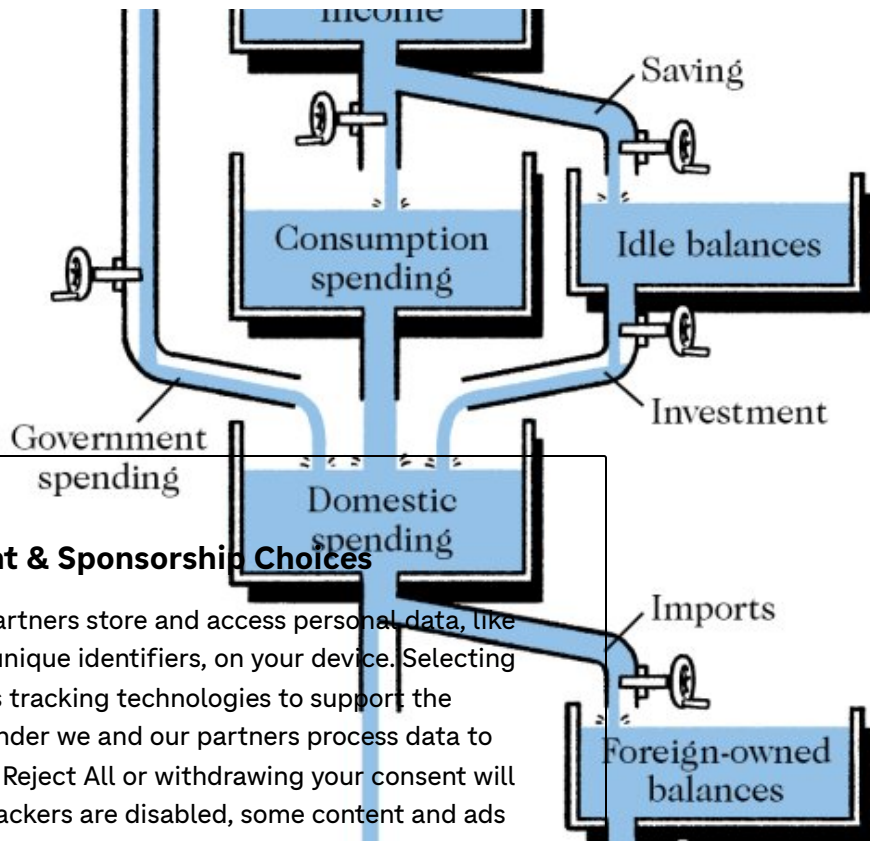 Income
Saving
Consumption
spending
Idle balances
Investment
Government
spending
Domestic
spending
nt & Sponsorship Choices
artners store and access personal data, like
unique identifiers, on your device. Selecting
s tracking technologies to support the
nder we and our partners process data to
Reject All or withdrawing your consent will
ackers are disabled, some content and ads
Imports
Foreign-owned
balances